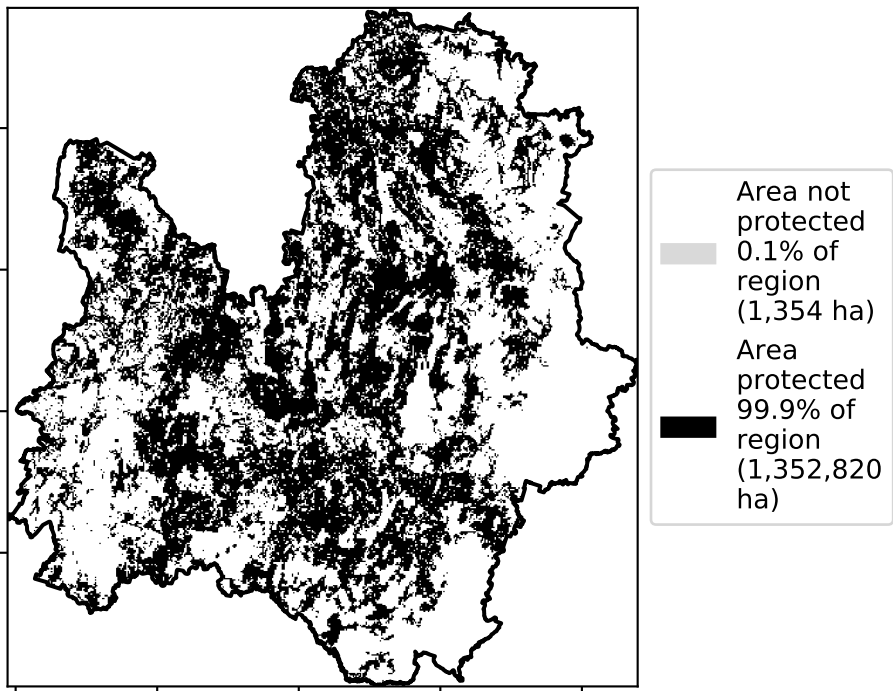 Area not
protected
0.1% of
region
(1,354 ha)
Area
protected
99.9% of
region
(1,352,820
ha)